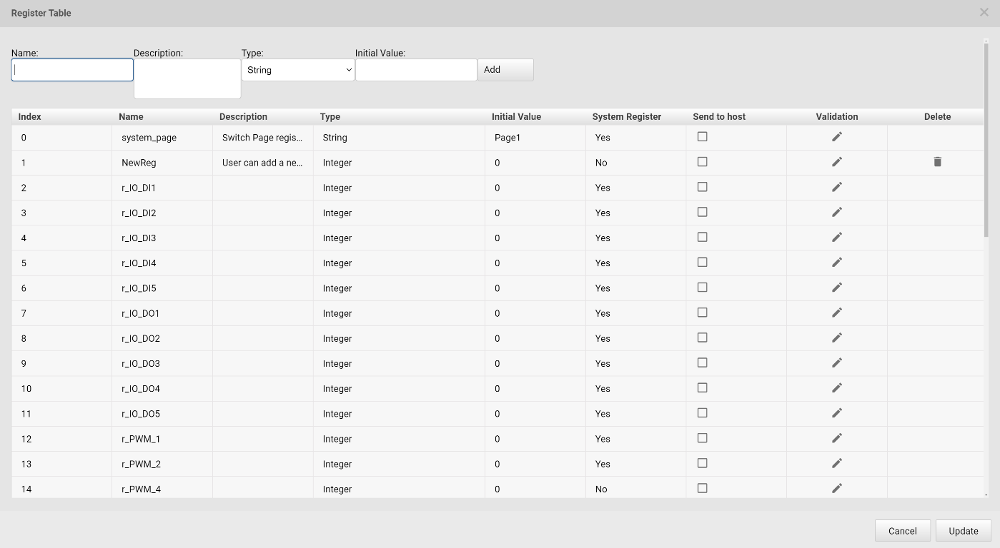 Register Table
Name: Description: Type: Initial Value:
String Add
Index Name Description Type Initial Value System Register Send to host Validation Delete
0 system_page Switch Page regis... String Page1 Yes
1 NewReg User can add a ne... Integer 0 No
2 r_IO_DI1 Integer 0 Yes
3 r_IO_DI2 Integer 0 Yes
4 r_IO_DI3 Integer 0 Yes
5 r_IO_DI4 Integer 0 Yes
6 r_IO_DI5 Integer 0 Yes
7 r_IO_DO1 Integer 0 Yes
8 r_IO_DO2 Integer 0 Yes
9 r_IO_DO3 Integer 0 Yes
10 r_IO_DO4 Integer 0 Yes
11 r_IO_DO5 Integer 0 Yes
12 r_PWM_1 Integer 0 Yes
13 r_PWM_2 Integer 0 Yes
14 r_PWM_4 Integer 0 No
Cancel Update